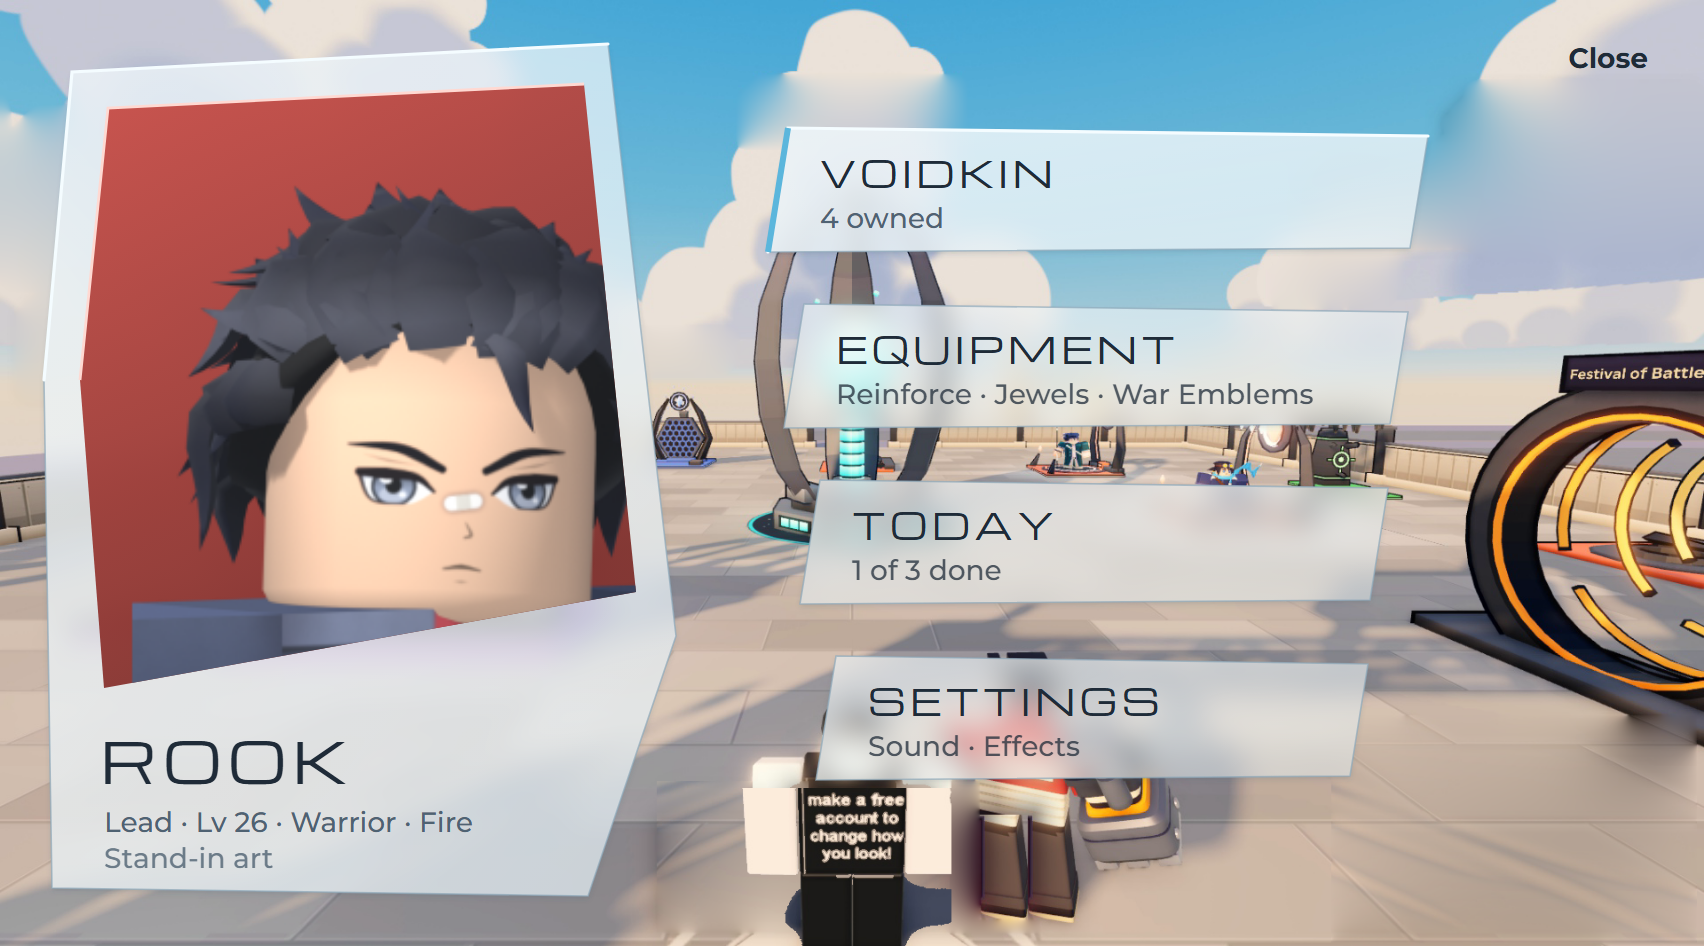 Close
VOIDKIN
4 owned
EQUIPMENT
Reinforce · Jewels · War Emblems
Festival of Battle
TODAY
1 of 3 done
SETTINGS
Sound · Effects
ROOK
Lead · Lv 26 · Warrior · Fire
Stand-in art
make a free
account to
change how
you look!